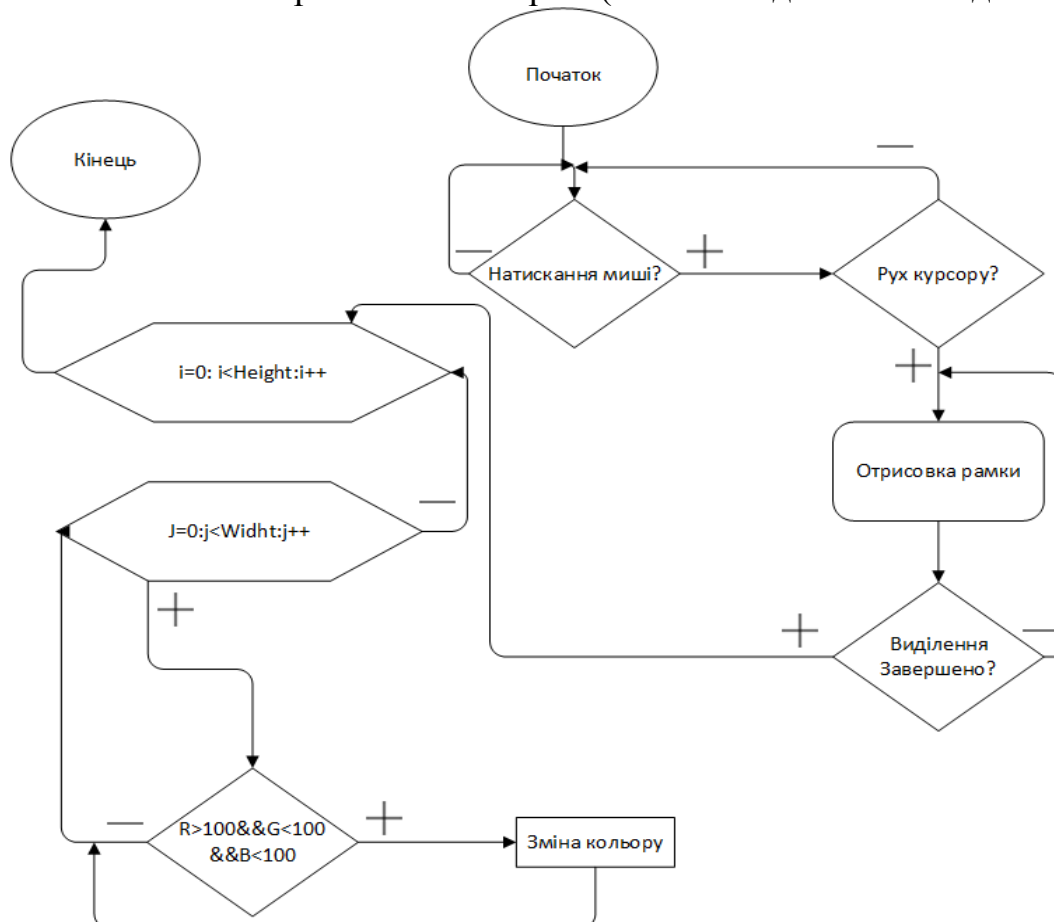 Початок
Кінець
Натискання миші?
Рух курсору?
i=0: i<Height:i++
Отрисовка рамки
J=0:j<Widht:j++
Виділення
Завершено?
R>100&&G<100
&&B<100
Зміна кольору